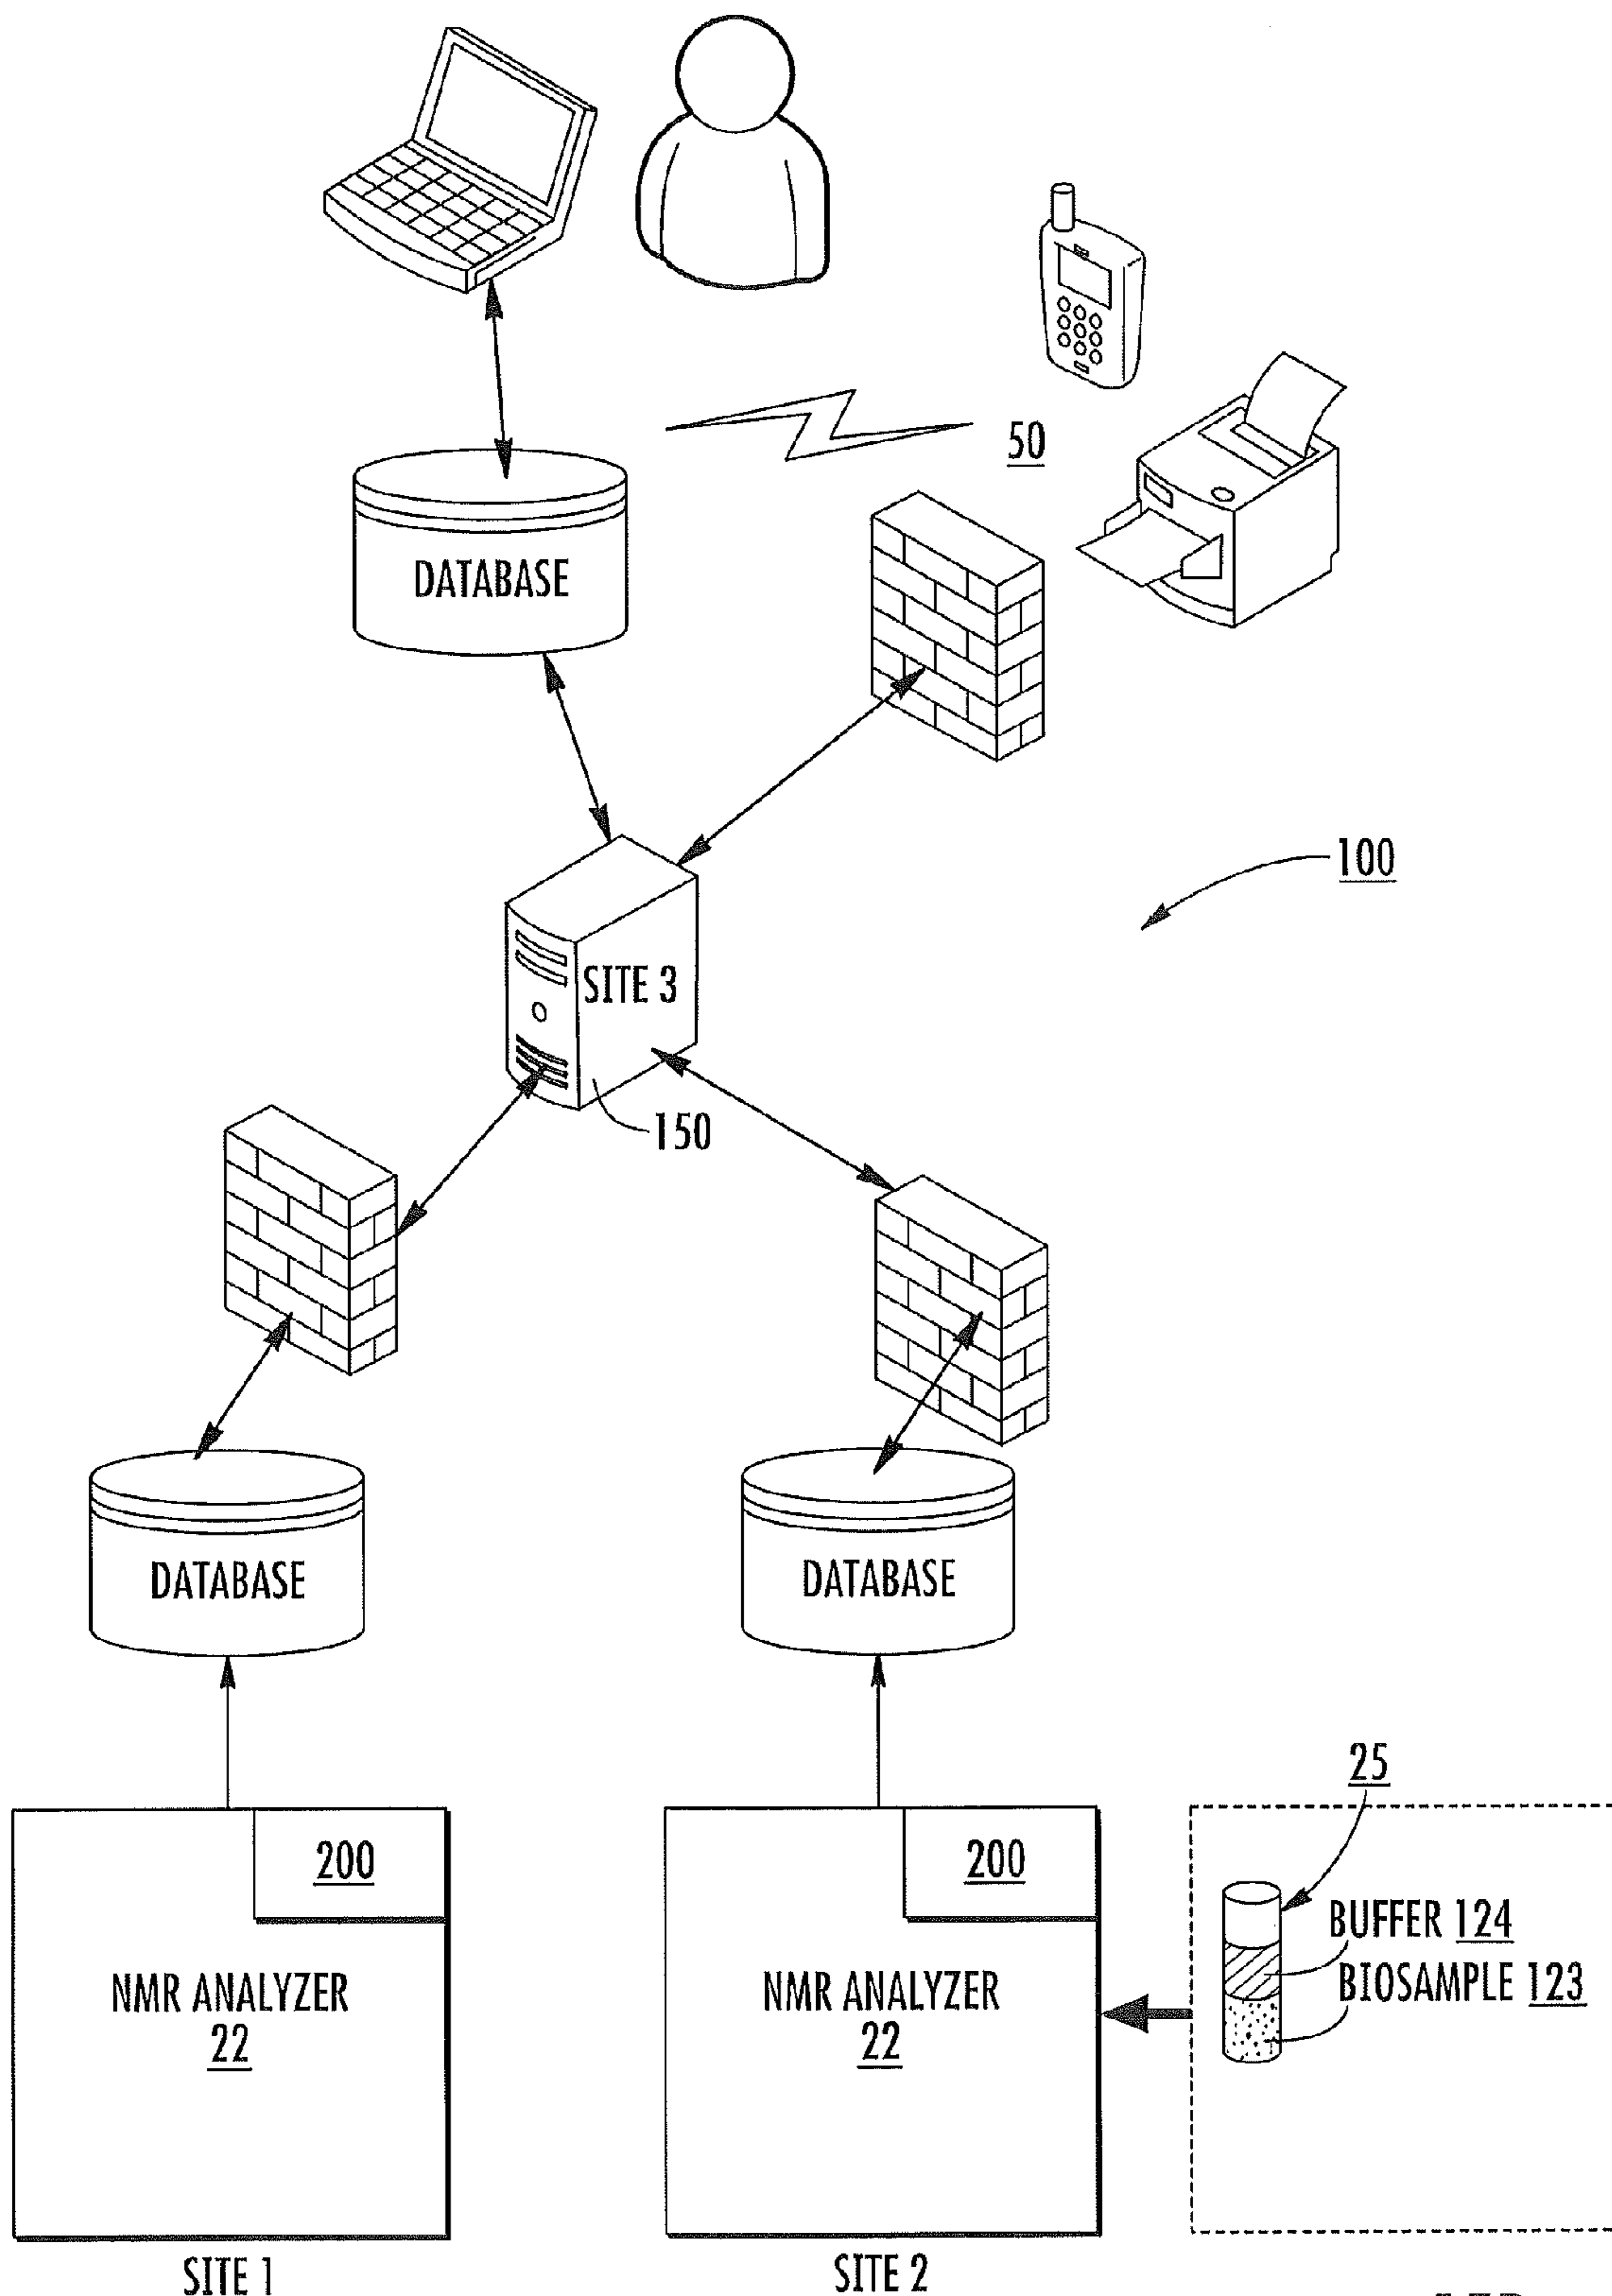 50
DATABASE
100
SITE 3
150
DATABASE
DATABASE
25
200
200
BUFFER 124
BIOSAMPLE 123
NMR ANALYZER
22
NMR ANALYZER
22
SITE 1
SITE 2